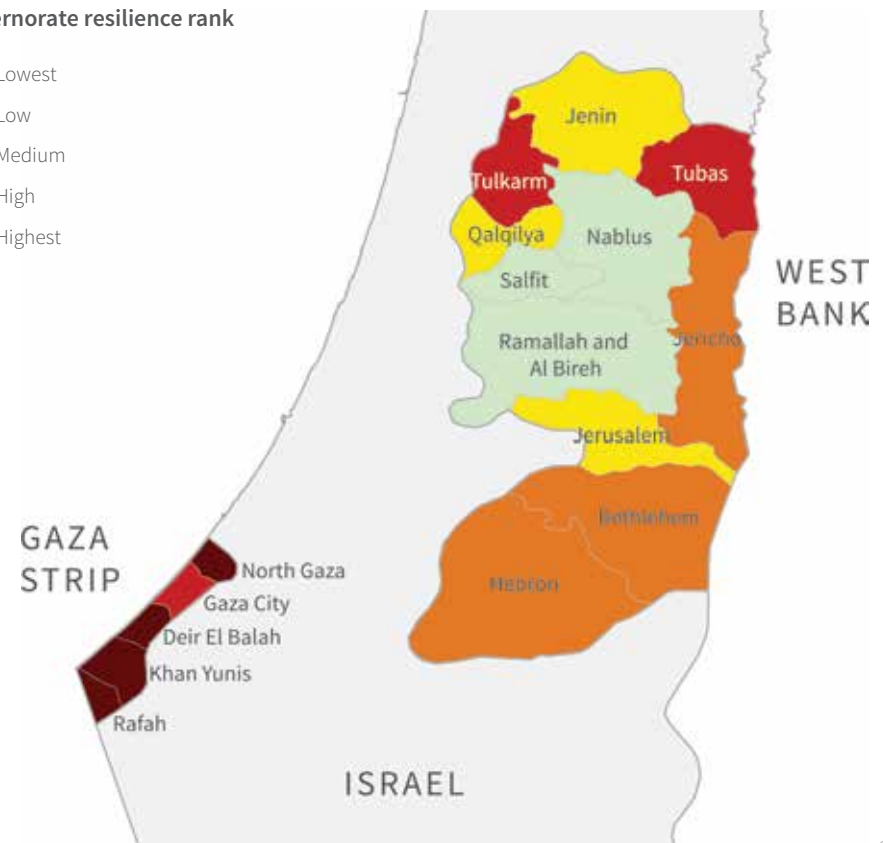 ernorate resilience rank
Lowest
Low
Medium
High
Highest
Jenin
Tulkarm
Tubas
Qalqilya
Nablus
Salfit
WEST
BANK
Ramallah and
Al Bireh
Jericho
Jerusalem
Bethlehem
Hebron
GAZA
STRIP
North Gaza
Gaza City
Deir El Balah
Khan Yunis
Rafah
ISRAEL